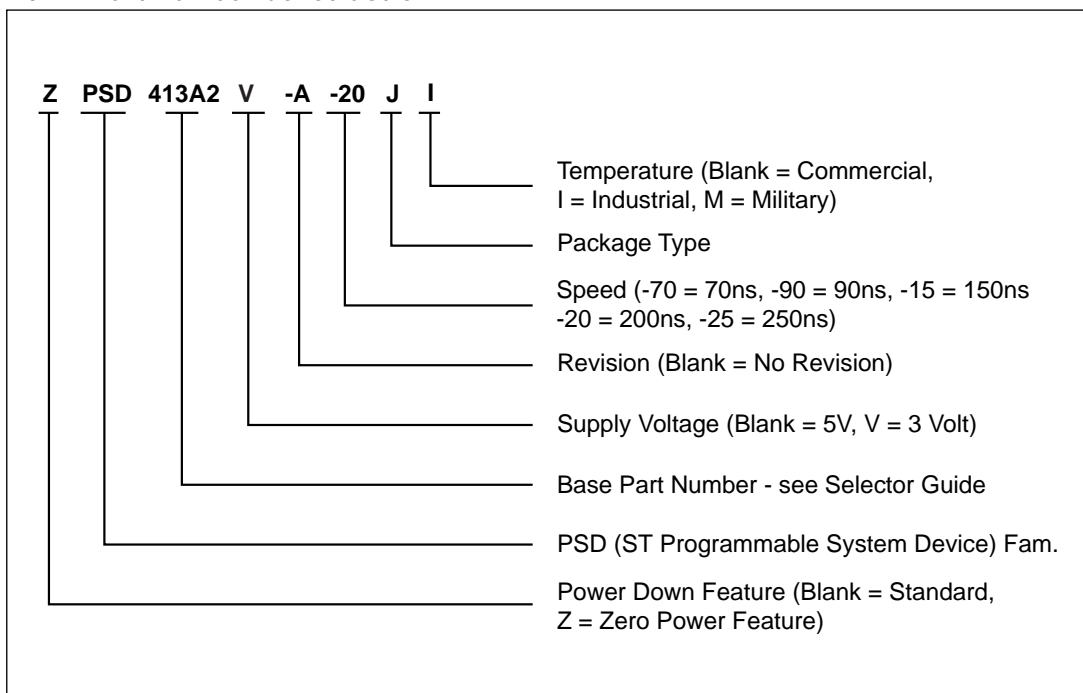 Z PSD 413A2 V -A -20 J I
Temperature (Blank = Commercial,
I = Industrial, M = Military)
Package Type
Speed (-70 = 70ns, -90 = 90ns, -15 = 150ns
-20 = 200ns, -25 = 250ns)
Revision (Blank = No Revision)
Supply Voltage (Blank = 5V, V = 3 Volt)
Base Part Number - see Selector Guide
PSD (ST Programmable System Device) Fam.
Power Down Feature (Blank = Standard,
Z = Zero Power Feature)